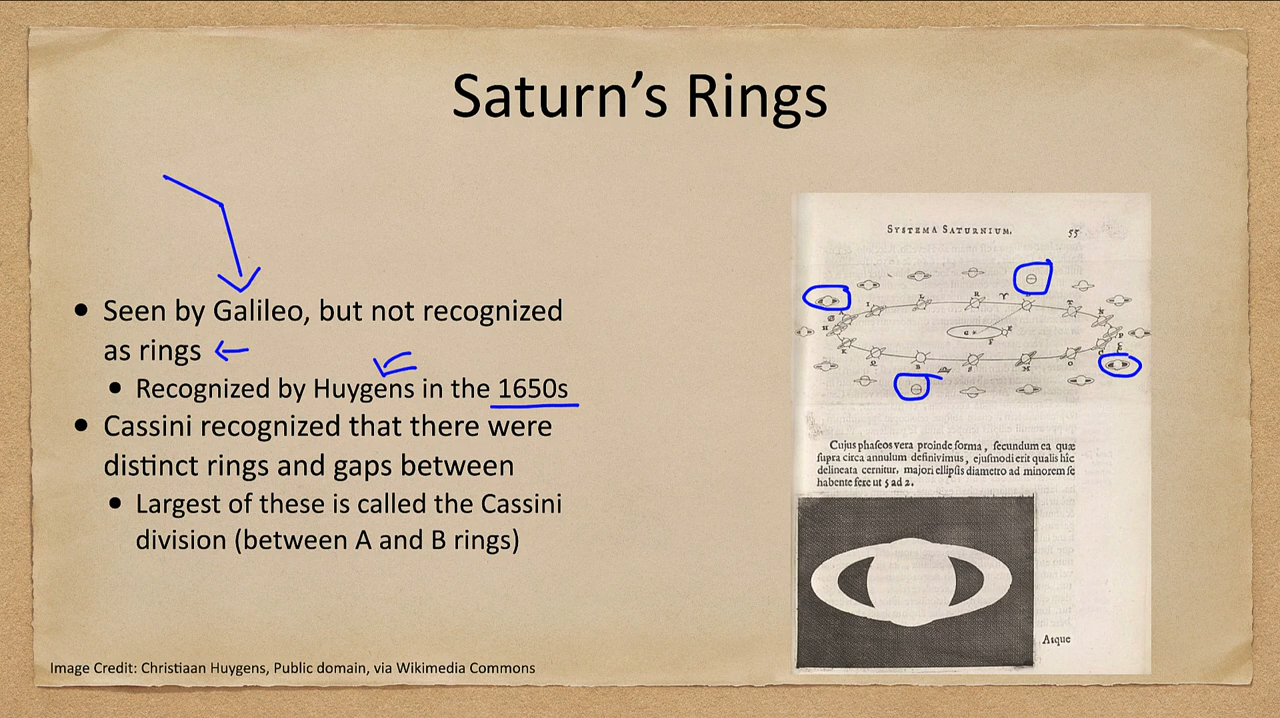 Saturn's Rings
• Seen by Galileo, but not recognized
as rings
• Recognized by Huygens in the 1650s
• Cassini recognized that there were
distinct rings and gaps between
• Largest of these is called the Cassini
division (between A and B rings)
Image Credit: Christiaan Huygens, Public domain, via Wikimedia Commons
SYSTEMA SATURNIUM. 55
Cujus phaſeos vera proinde forma, ſecundum ea quæ
ſupra circa annulum definivimus, ejuſmodi erit qualis hîc
delineata cernitur, majori ellipſis diametro ad minorem ſe
habente fere ut 5 ad 2.
Atque